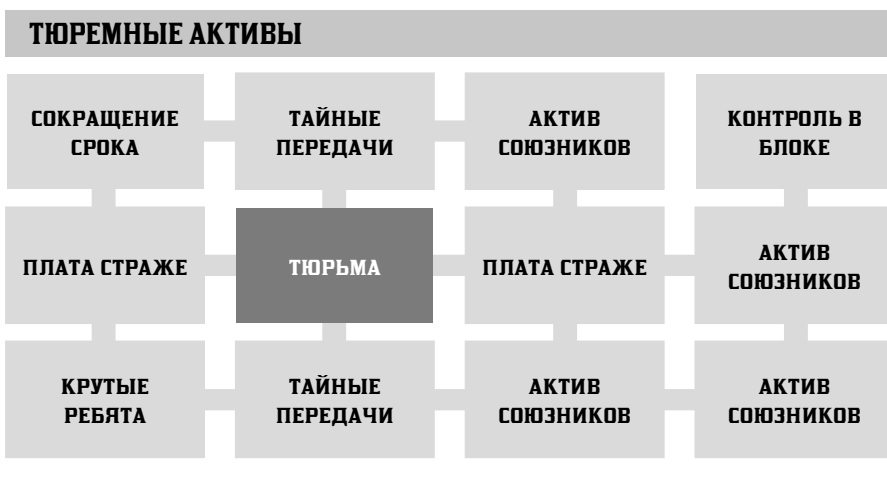 ТЮРЕМНЫЕ АКТИВЫ
СОКРАЩЕНИЕ
СРОКА
ТАЙНЫЕ
ПЕРЕДАЧИ
АКТИВ
СОЮЗНИКОВ
КОНТРОЛЬ В
БЛОКЕ
ПЛАТА СТРАЖЕ
ТЮРЬМА
ПЛАТА СТРАЖЕ
АКТИВ
СОЮЗНИКОВ
КРУТЫЕ
РЕБЯТА
ТАЙНЫЕ
ПЕРЕДАЧИ
АКТИВ
СОЮЗНИКОВ
АКТИВ
СОЮЗНИКОВ